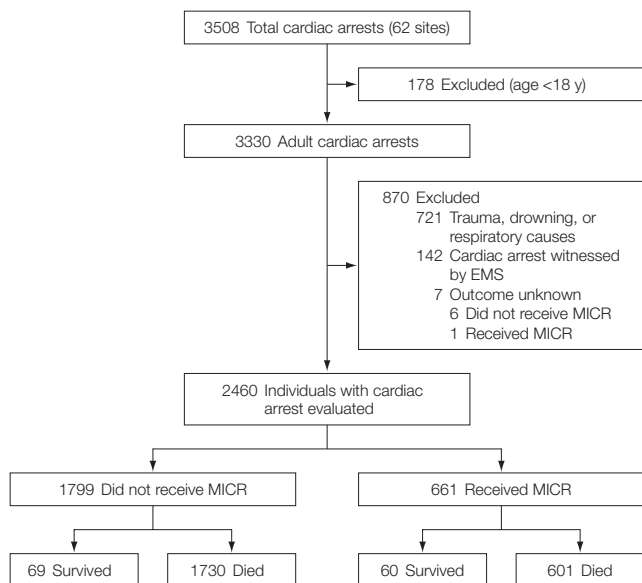 3508 Total cardiac arrests (62 sites)
178 Excluded (age <18 y)
3330 Adult cardiac arrests
870 Excluded
721 Trauma, drowning, or
respiratory causes
142 Cardiac arrest witnessed
by EMS
7 Outcome unknown
6 Did not receive MICR
1 Received MICR
2460 Individuals with cardiac
arrest evaluated
1799 Did not receive MICR
661 Received MICR
69 Survived
1730 Died
60 Survived
601 Died